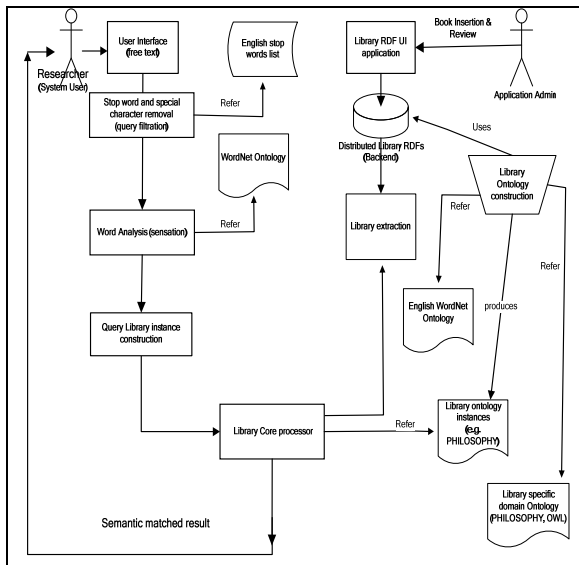 Researcher
(System User)
User Interface
(free text)
English stop
words list
Library RDF UI
application
Book Insertion &
Review
Application Admin
Stop word and special
character removal
(query filtration)
Refer
Distributed Library RDFs
(Backend)
Uses
WordNet Ontology
Library
Ontology
construction
Word Analysis (sensation)
Refer
Library extraction
Refer
Refer
English WordNet
Ontology
produces
Query Library instance
construction
Library Core processor
Refer
Library ontology
instances
(e.g.
PHILOSOPHY)
Semantic matched result
Library specific
domain Ontology
(PHILOSOPHY, OWL)